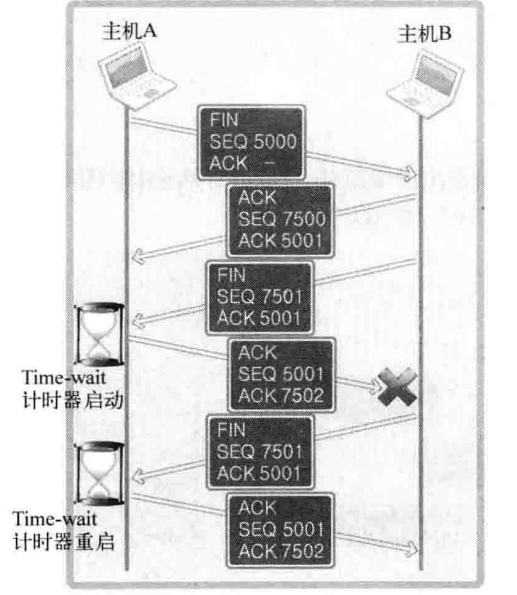 主机A
主机B
FIN
SEQ 5000
ACK -
ACK
SEQ 7500
ACK 5001
FIN
SEQ 7501
ACK 5001
Time-wait
计时器启动
ACK
SEQ 5001
ACK 7502
FIN
SEQ 7501
ACK 5001
Time-wait
计时器重启
ACK
SEQ 5001
ACK 7502